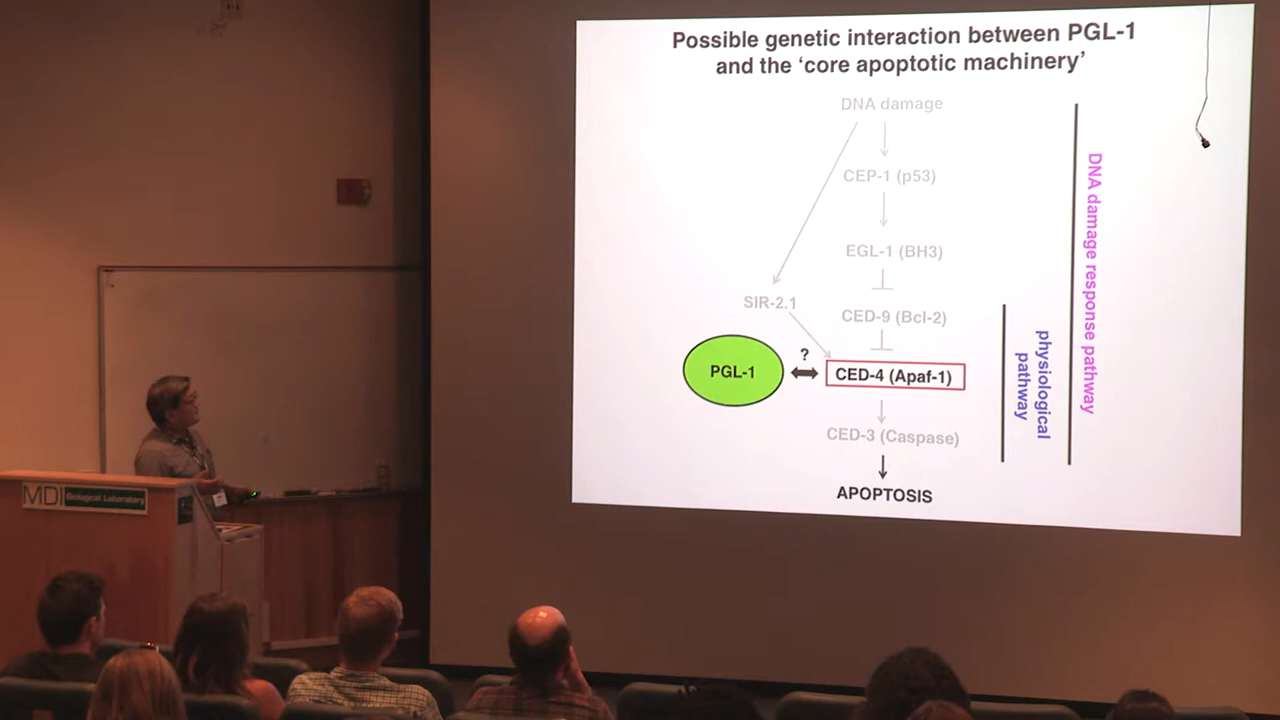 Possible genetic interaction between PGL-1
and the ‘core apoptotic machinery’
DNA damage
CEP-1 (p53)
EGL-1 (BH3)
SIR-2.1
CED-9 (Bcl-2)
PGL-1
?
CED-4 (Apaf-1)
CED-3 (Caspase)
APOPTOSIS
physiological
pathway
DNA damage response pathway
MDI Biological Laboratory